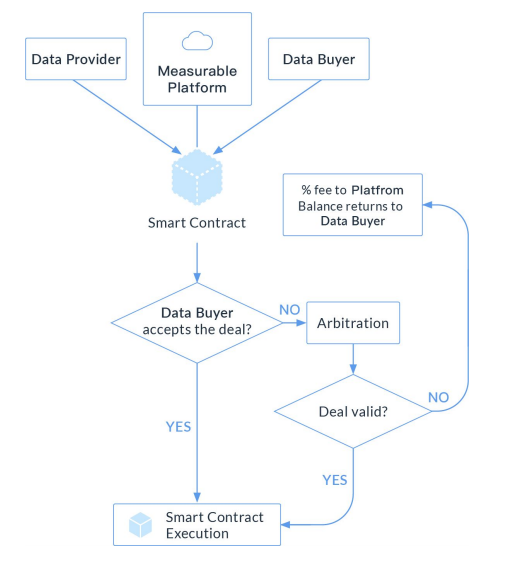 Data Provider
Measurable
Platform
Data Buyer
Smart Contract
% fee to Platfrom
Balance returns to
Data Buyer
Data Buyer
accepts the deal?
NO
Arbitration
Deal valid?
NO
YES
YES
Smart Contract
Execution